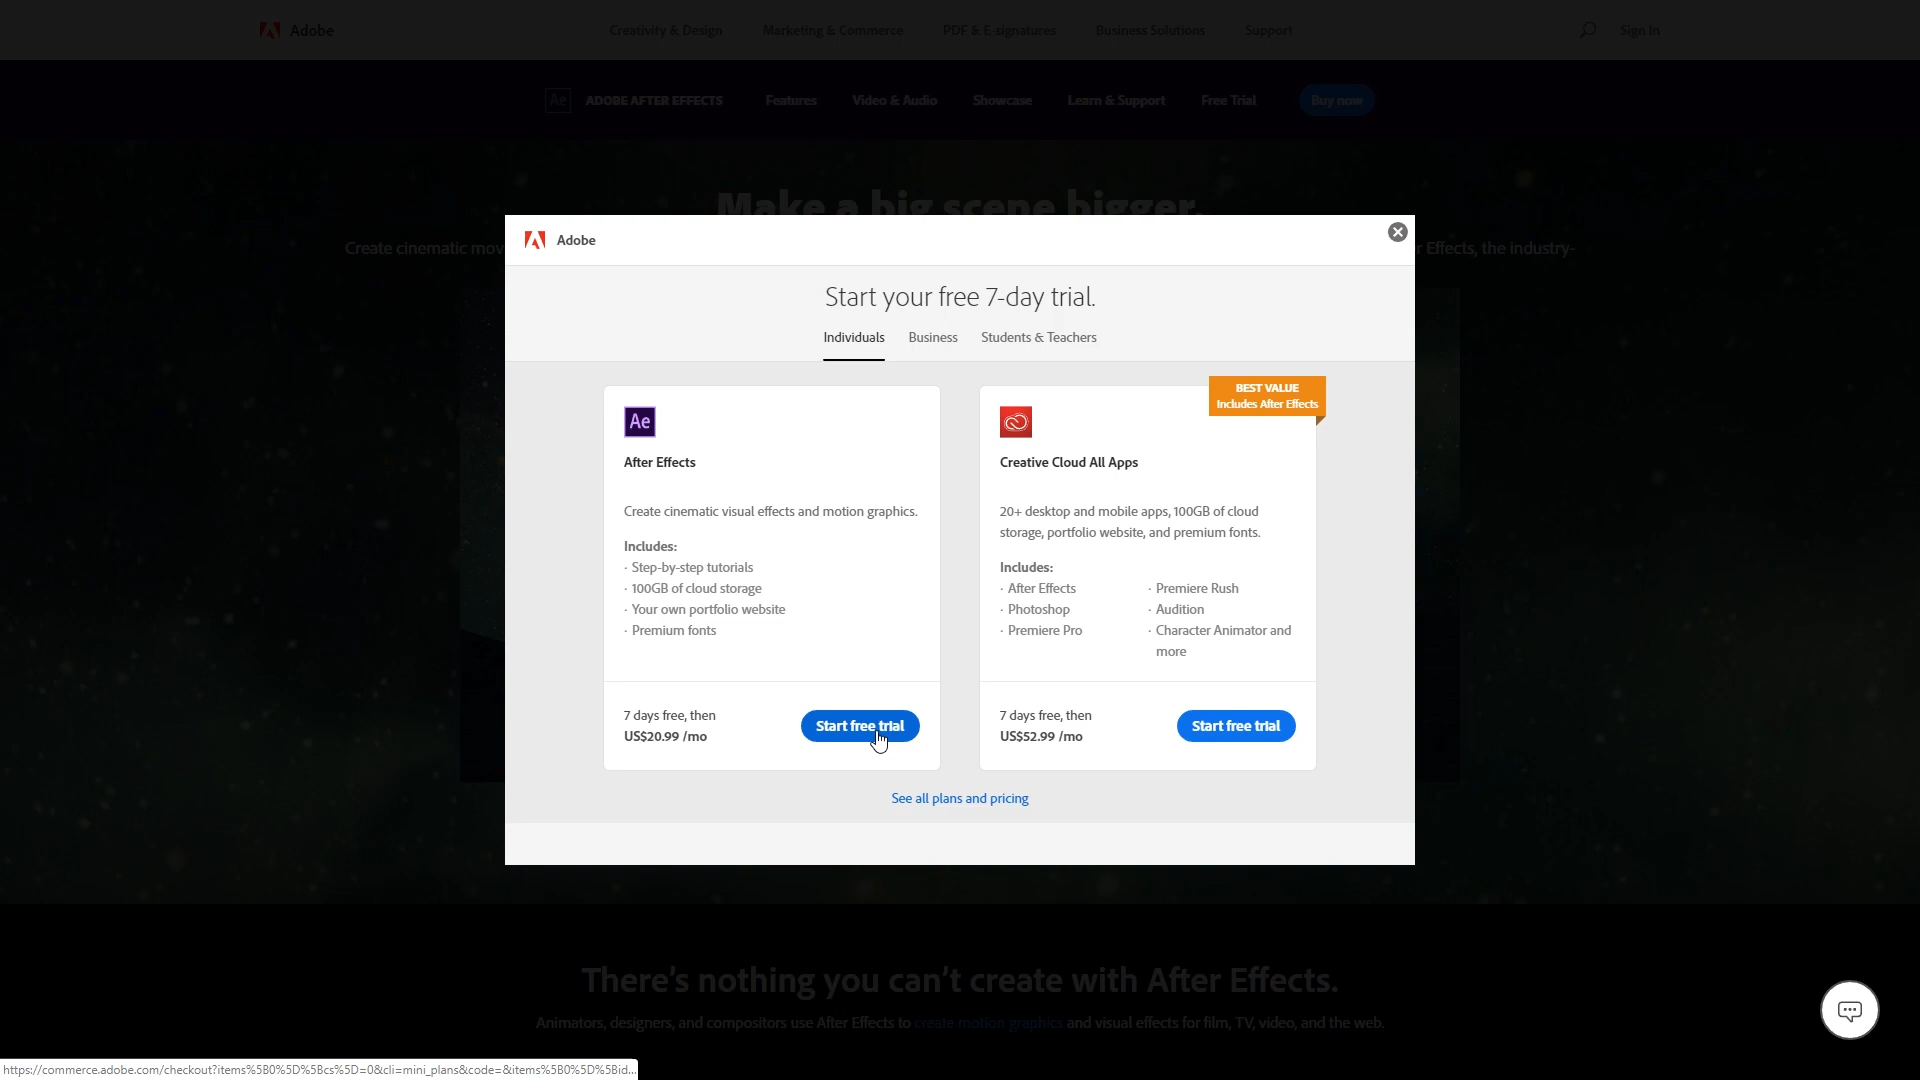 Adobe
Creativity & Design
Marketing & Commerce
PDF & E-signatures
Business Solutions
Support
Sign In
Ae
ADOBE AFTER EFFECTS
Features
Video & Audio
Showcase
Learn & Support
Free Trial
Buy now
Make a big scene bigger.
Create cinematic mov
r Effects, the industry-
Adobe
Start your free 7-day trial.
Individuals
Business
Students & Teachers
Ae
After Effects
Create cinematic visual effects and motion graphics.
Includes:
· Step-by-step tutorials
· 100GB of cloud storage
· Your own portfolio website
· Premium fonts
7 days free, then
US$20.99 /mo
Start free trial
BEST VALUE
Includes After Effects
Creative Cloud All Apps
20+ desktop and mobile apps, 100GB of cloud
storage, portfolio website, and premium fonts.
Includes:
· After Effects
· Photoshop
· Premiere Pro
· Premiere Rush
· Audition
· Character Animator and
more
7 days free, then
US$52.99 /mo
Start free trial
See all plans and pricing
There's nothing you can't create with After Effects.
Animators, designers, and compositors use After Effects to create motion graphics and visual effects for film, TV, video, and the web.
https://commerce.adobe.com/checkout?items%5B0%5D%5Bcs%5D=0&cli=mini_plans&code=&items%5B0%5D%5Bid...